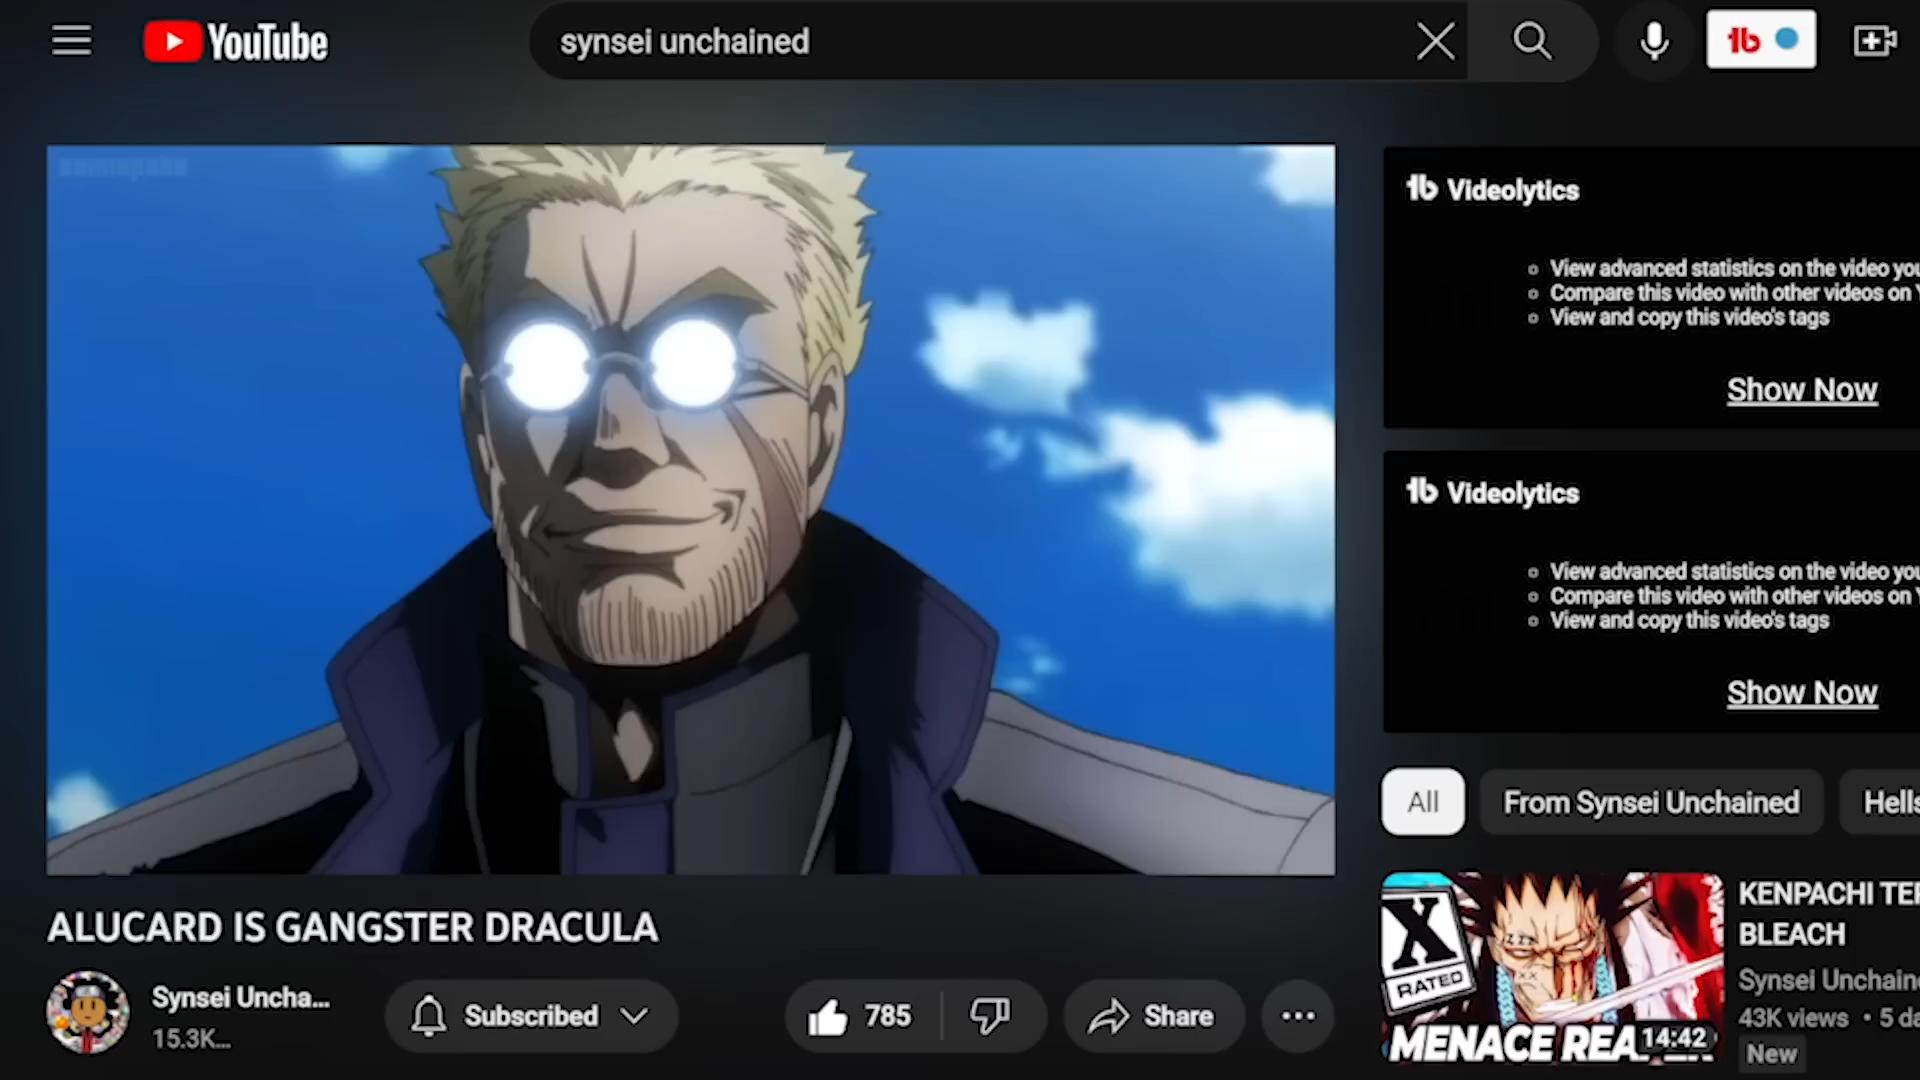 YouTube
synsei unchained
Videolytics
View advanced statistics on the video you
Compare this video with other videos on Y
View and copy this video's tags
Show Now
Videolytics
View advanced statistics on the video you
Compare this video with other videos on Y
View and copy this video's tags
Show Now
All
From Synsei Unchained
Hells
ALUCARD IS GANGSTER DRACULA
Synsei Uncha...
15.3K...
Subscribed
785
Share
X
RATED
MENACE
14:42
KENPACHI
BLEACH
Synsei Unchaine
43K views • 5 da
New